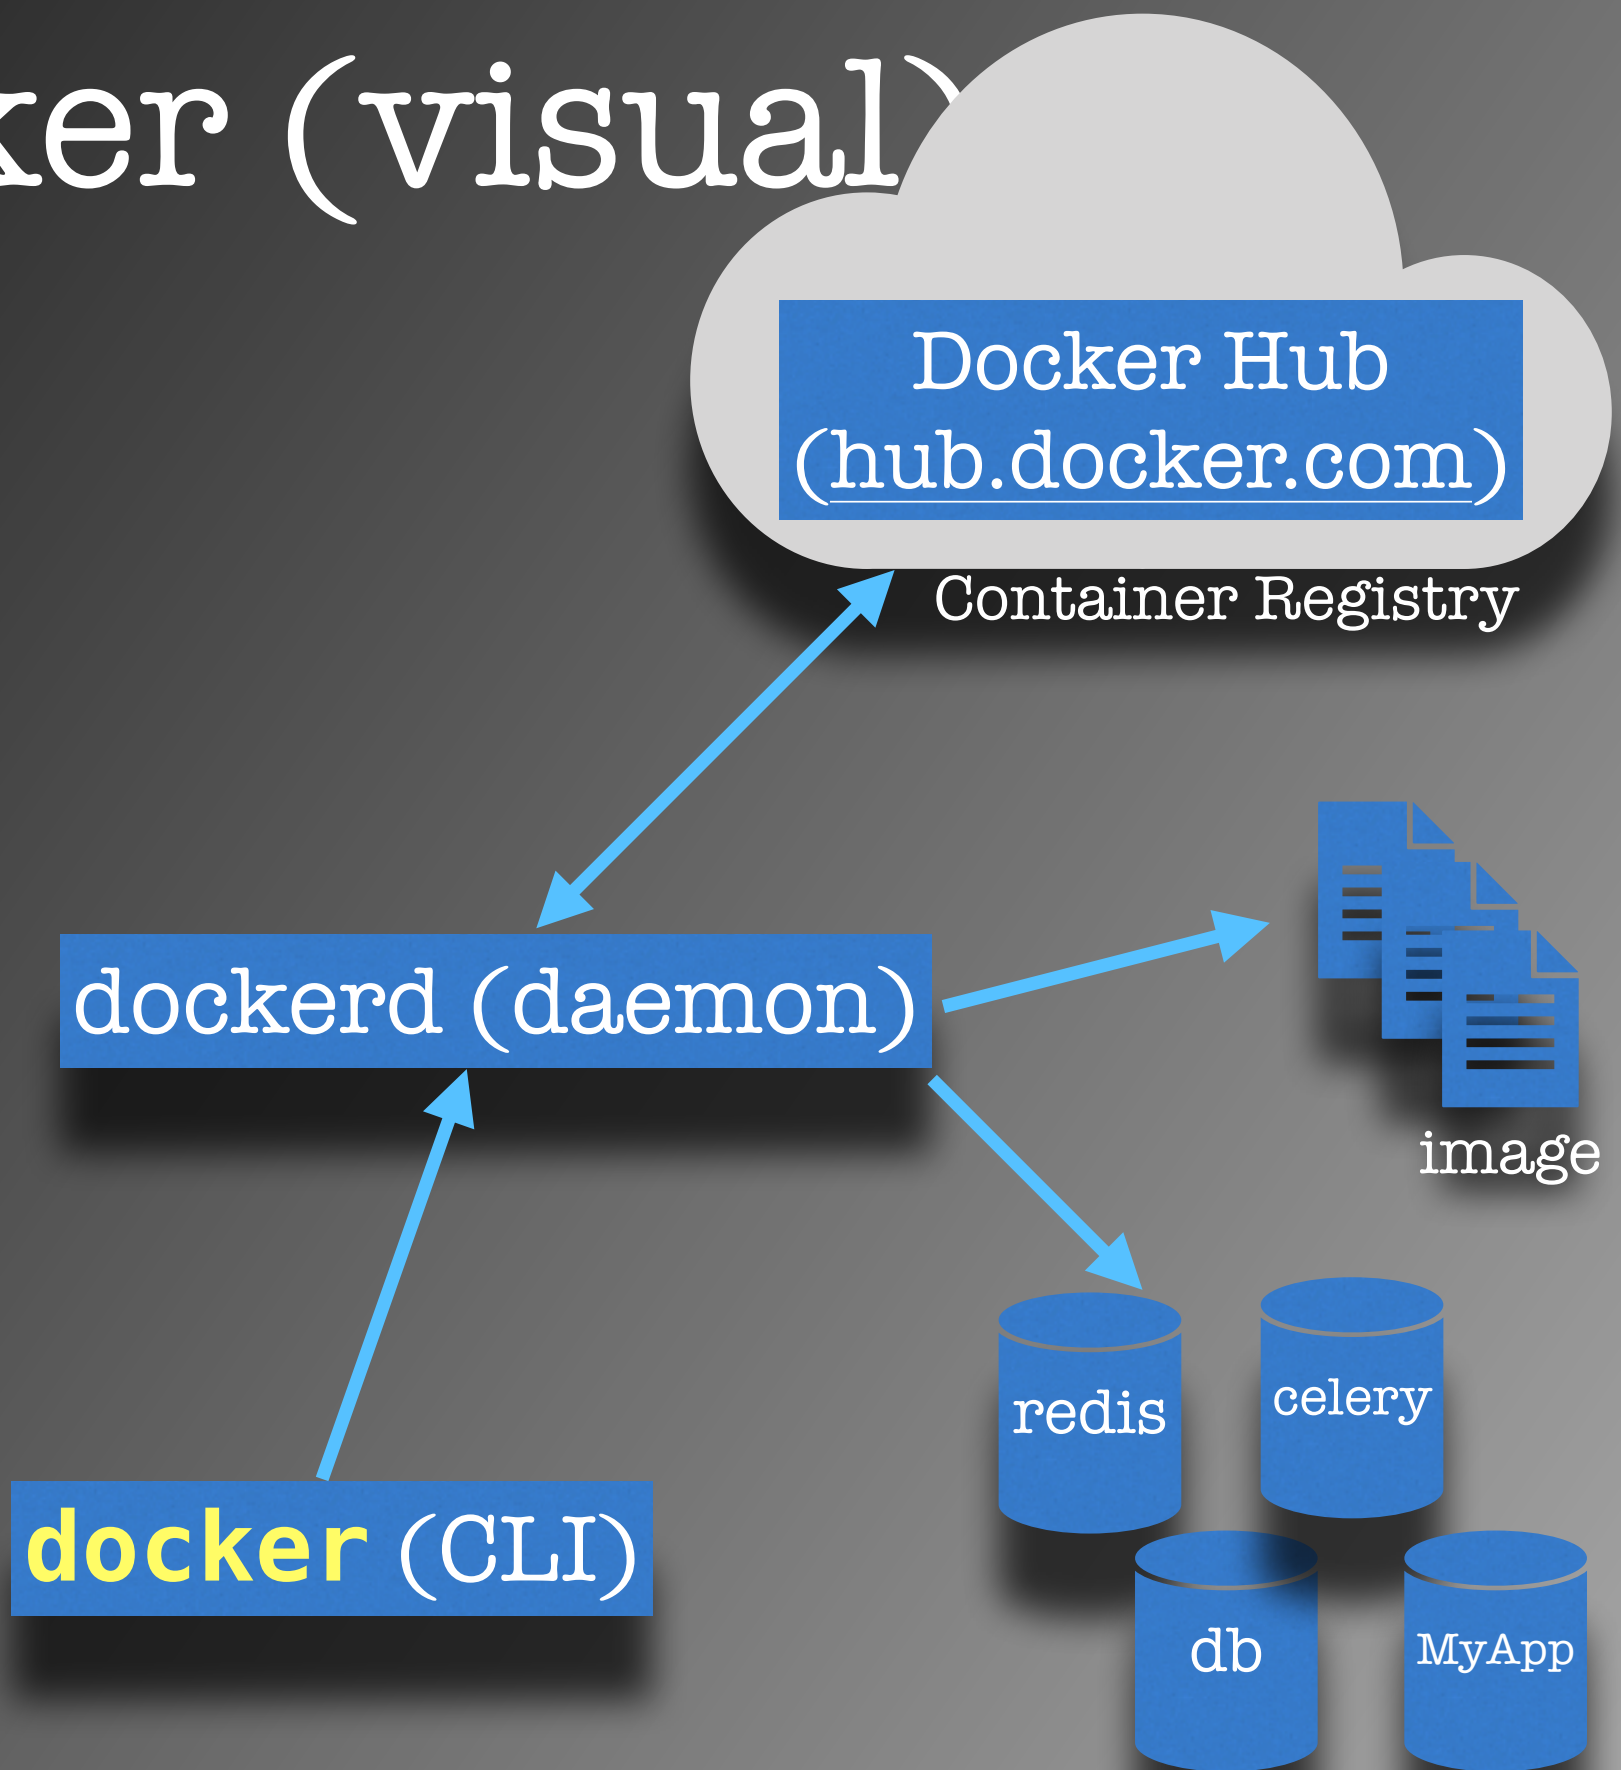 ker (visual)
Docker Hub
(hub.docker.com)
Container Registry
dockerd (daemon)
image
redis
celery
docker (CLI)
db
MyApp